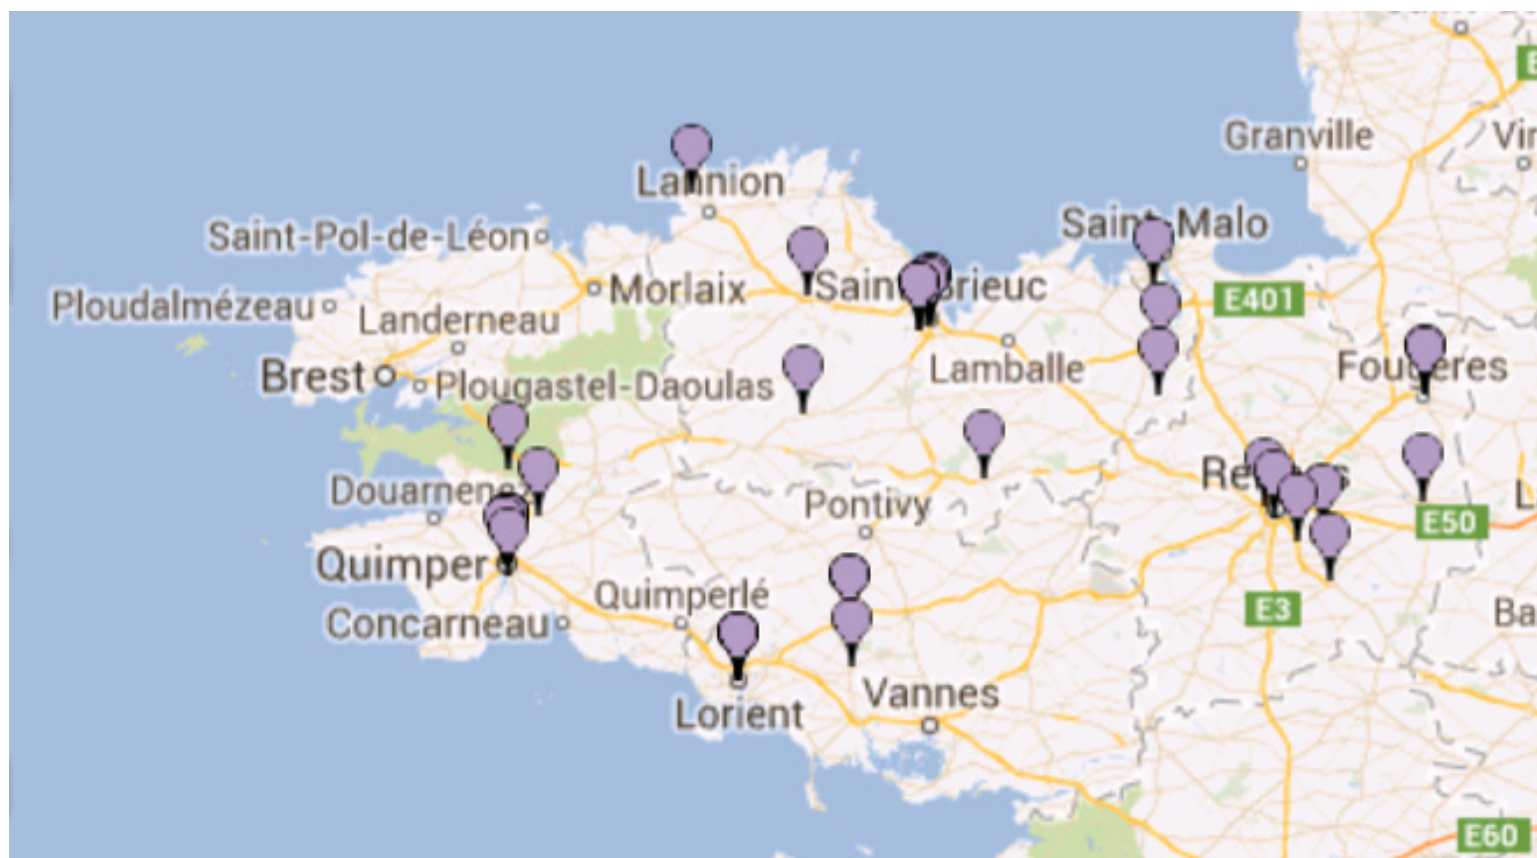 Granville
Lannion
Saint-Malo
Saint-Pol-de-Léon
Morlaix
Saint-Brieuc
E401
Ploudalmézeau
Landerneau
Lamballe
Fougères
Brest
Plougastel-Daoulas
Rennes
Douarnenez
Pontivy
E50
Quimper
Quimperlé
E3
Concarneau
Vannes
Lorient
E60